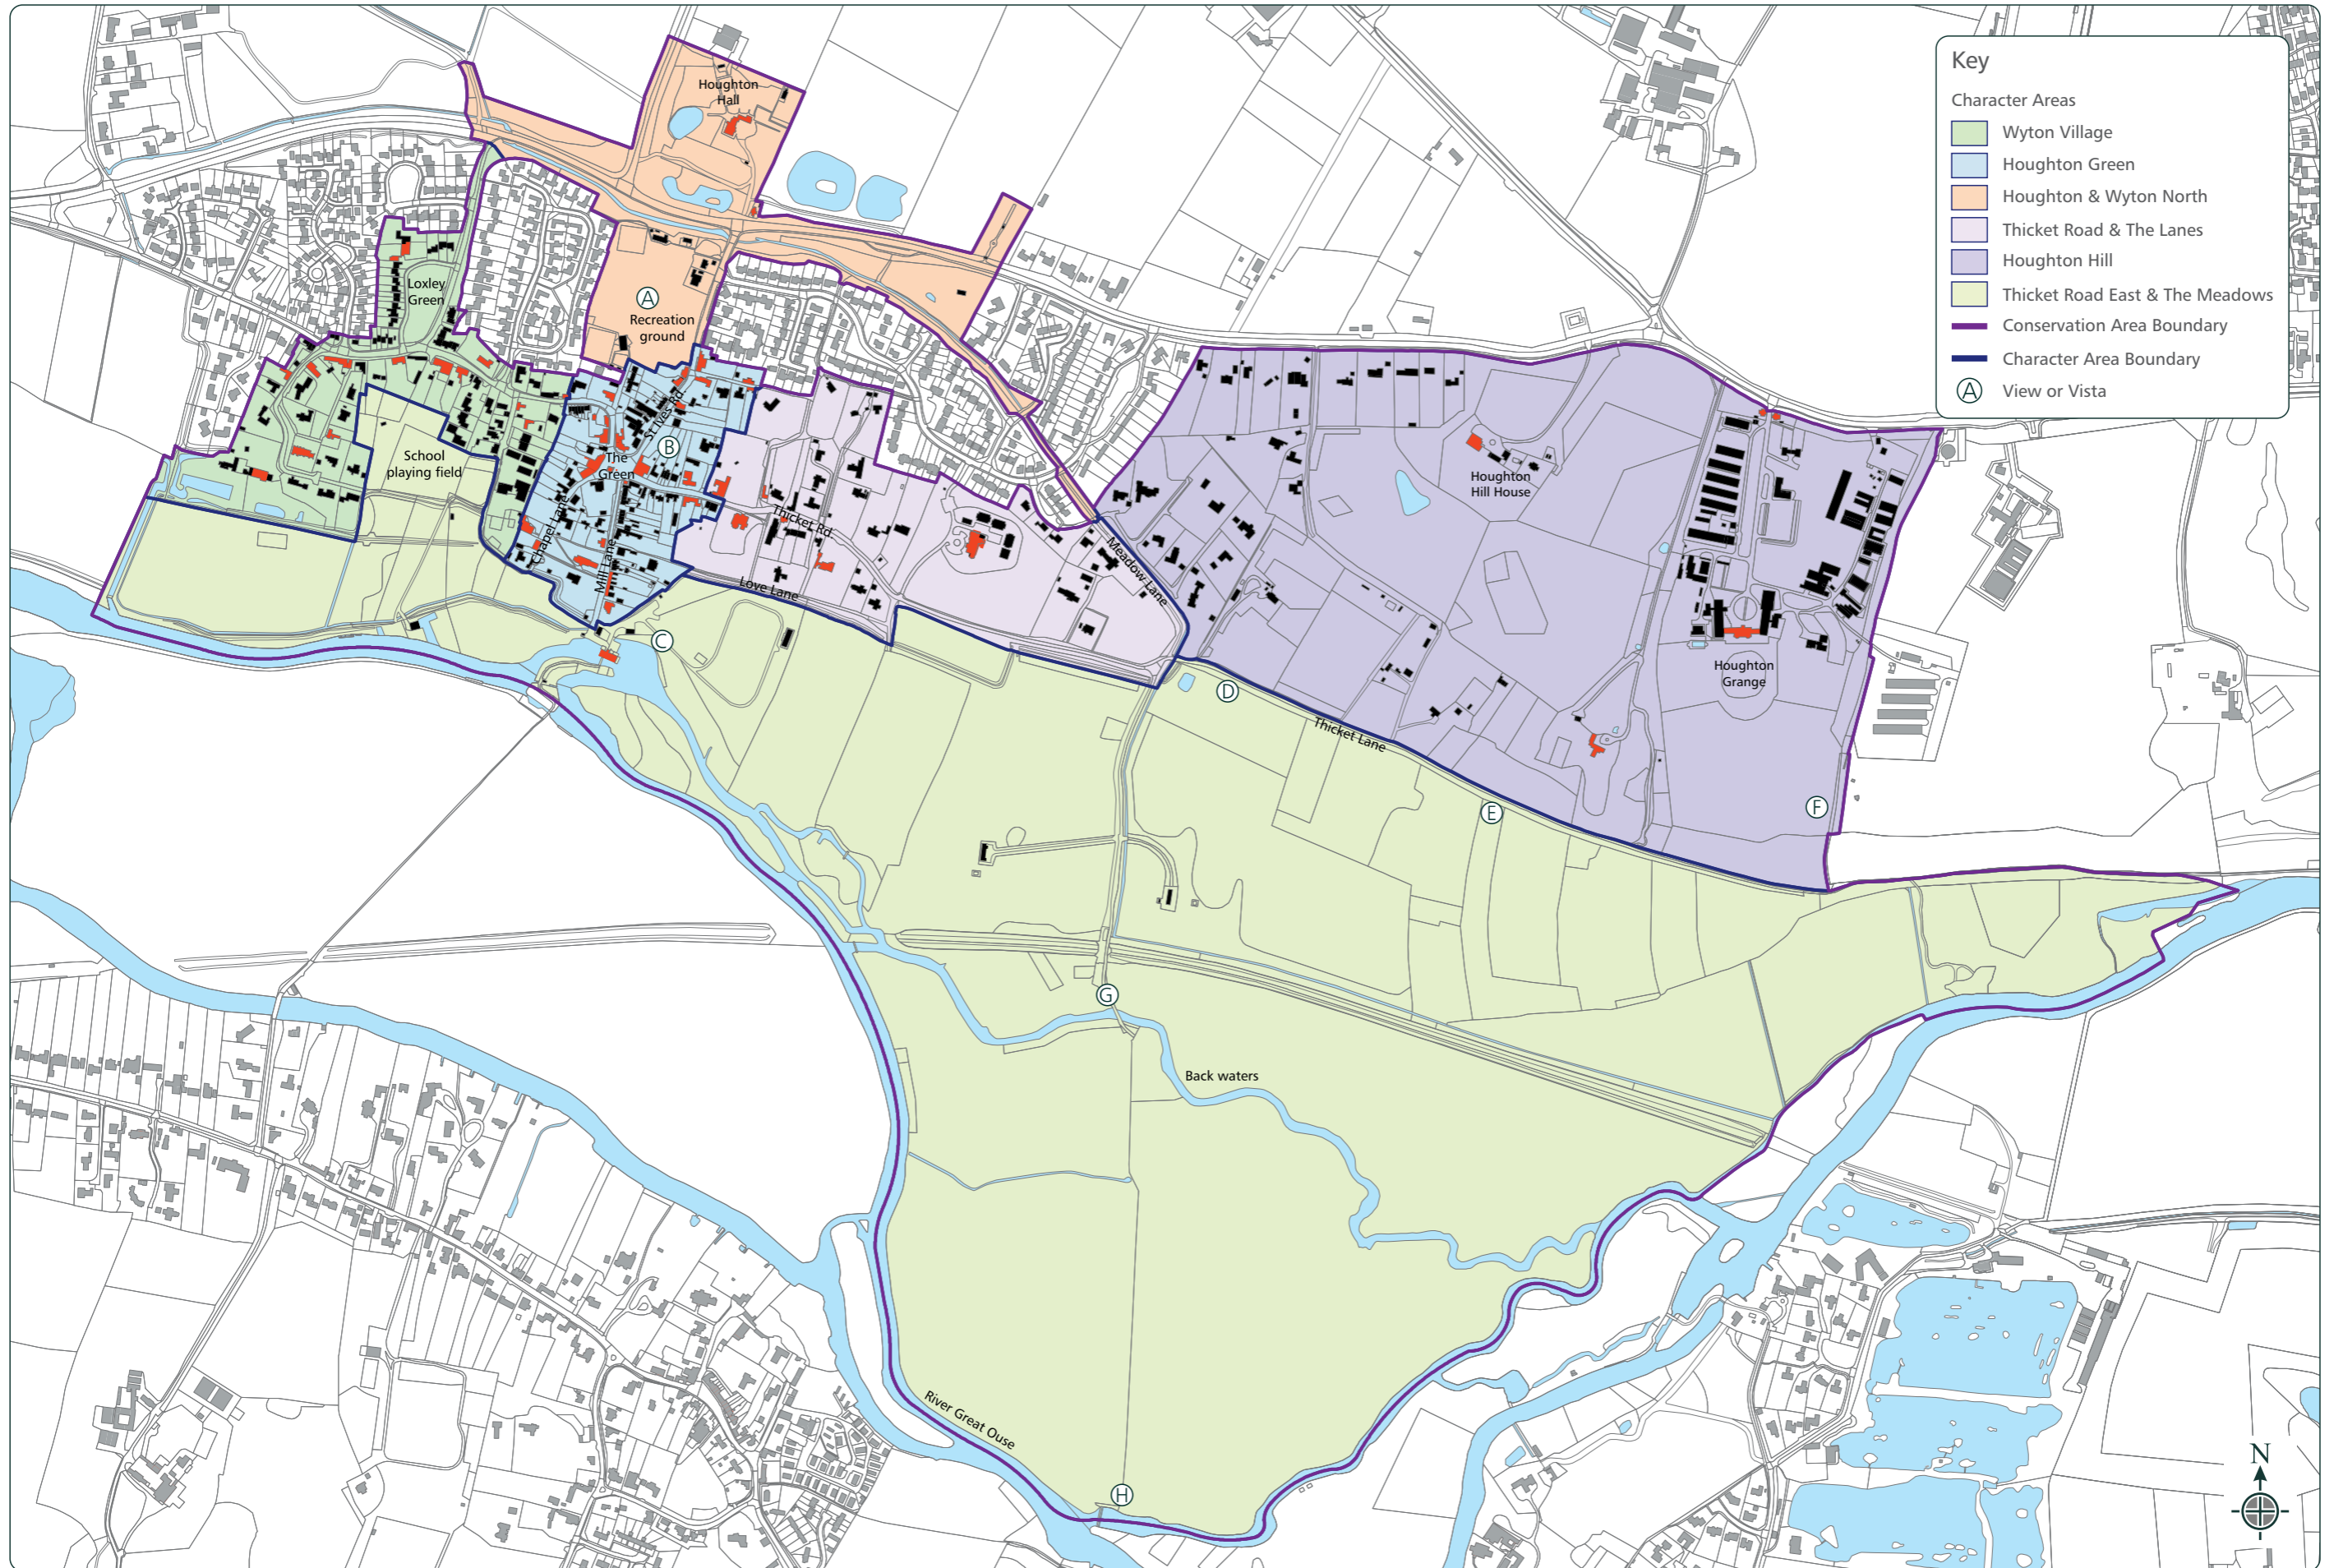 Key
Character Areas
Wyton Village
Houghton Green
Houghton & Wyton North
Thicket Road & The Lanes
Houghton Hill
Thicket Road East & The Meadows
Conservation Area Boundary
Character Area Boundary
A View or Vista
Houghton
Hall
Loxley
Green
A
Recreation
ground
St Ives Rd
B
The
Green
School
playing field
Chapel Lane
Mill Lane
Thicket Rd
Love Lane
Meadow Lane
Houghton
Hill House
Houghton
Grange
C
D
Thicket Lane
E
F
G
Back waters
River Great Ouse
H
N